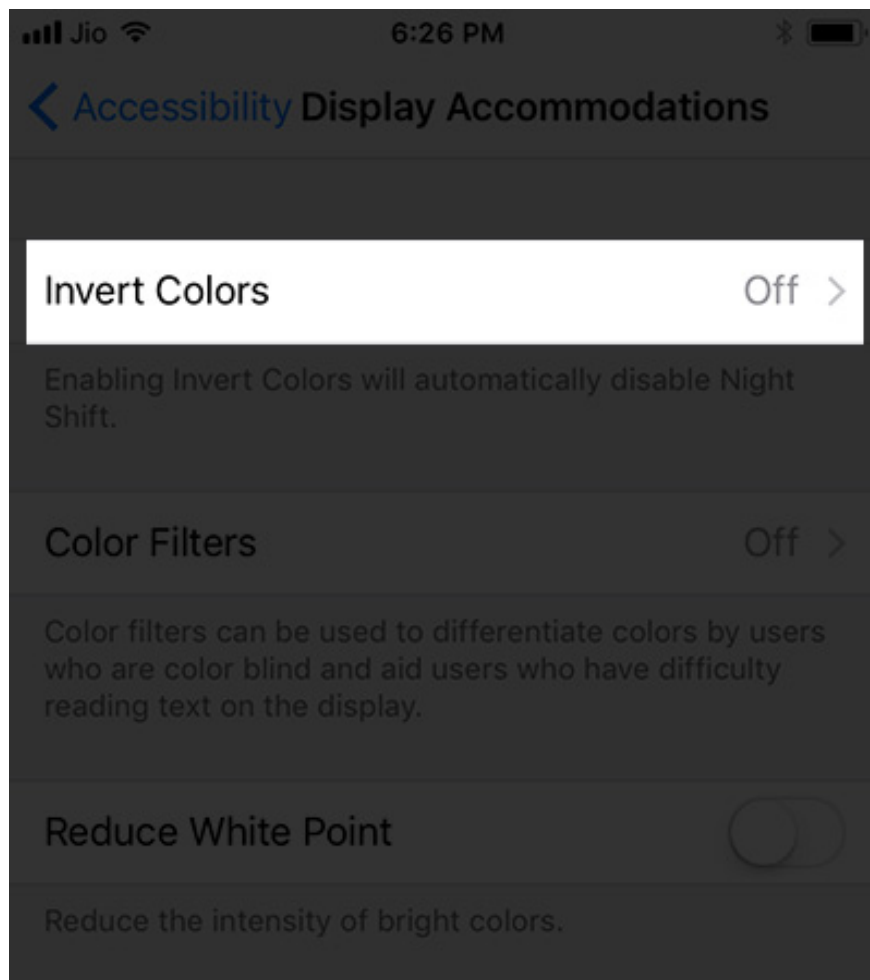 Jio 6:26 PM
Accessibility Display Accommodations
Invert Colors Off
Enabling Invert Colors will automatically disable Night
Shift.
Color Filters Off
Color filters can be used to differentiate colors by users
who are color blind and aid users who have difficulty
reading text on the display.
Reduce White Point
Reduce the intensity of bright colors.